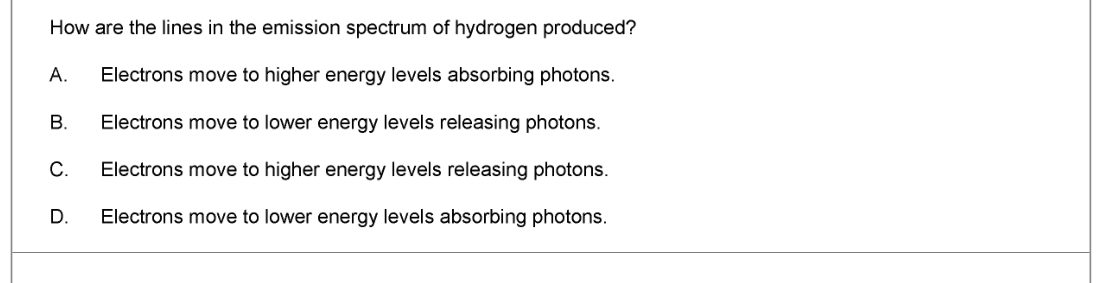 How are the lines in the emission spectrum of hydrogen produced?
A. Electrons move to higher energy levels absorbing photons.
B. Electrons move to lower energy levels releasing photons.
C. Electrons move to higher energy levels releasing photons.
D. Electrons move to lower energy levels absorbing photons.